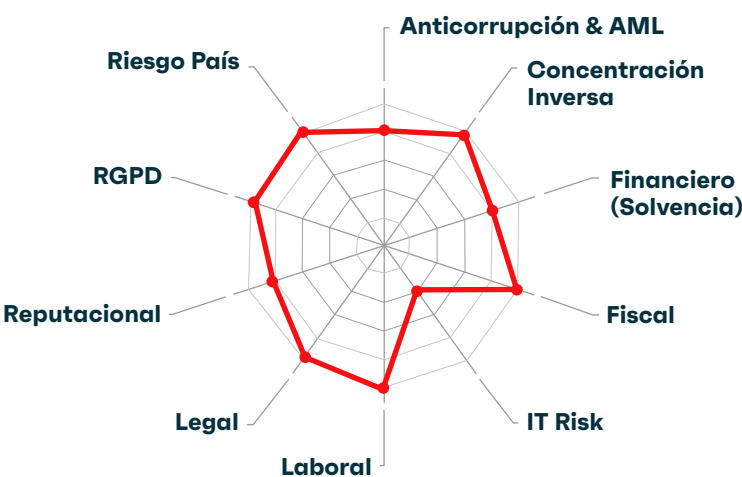 Anticorrupción & AML
Concentración
Inversa
Financiero
(Solvencia)
Fiscal
IT Risk
Laboral
Legal
Reputacional
RGPD
Riesgo País